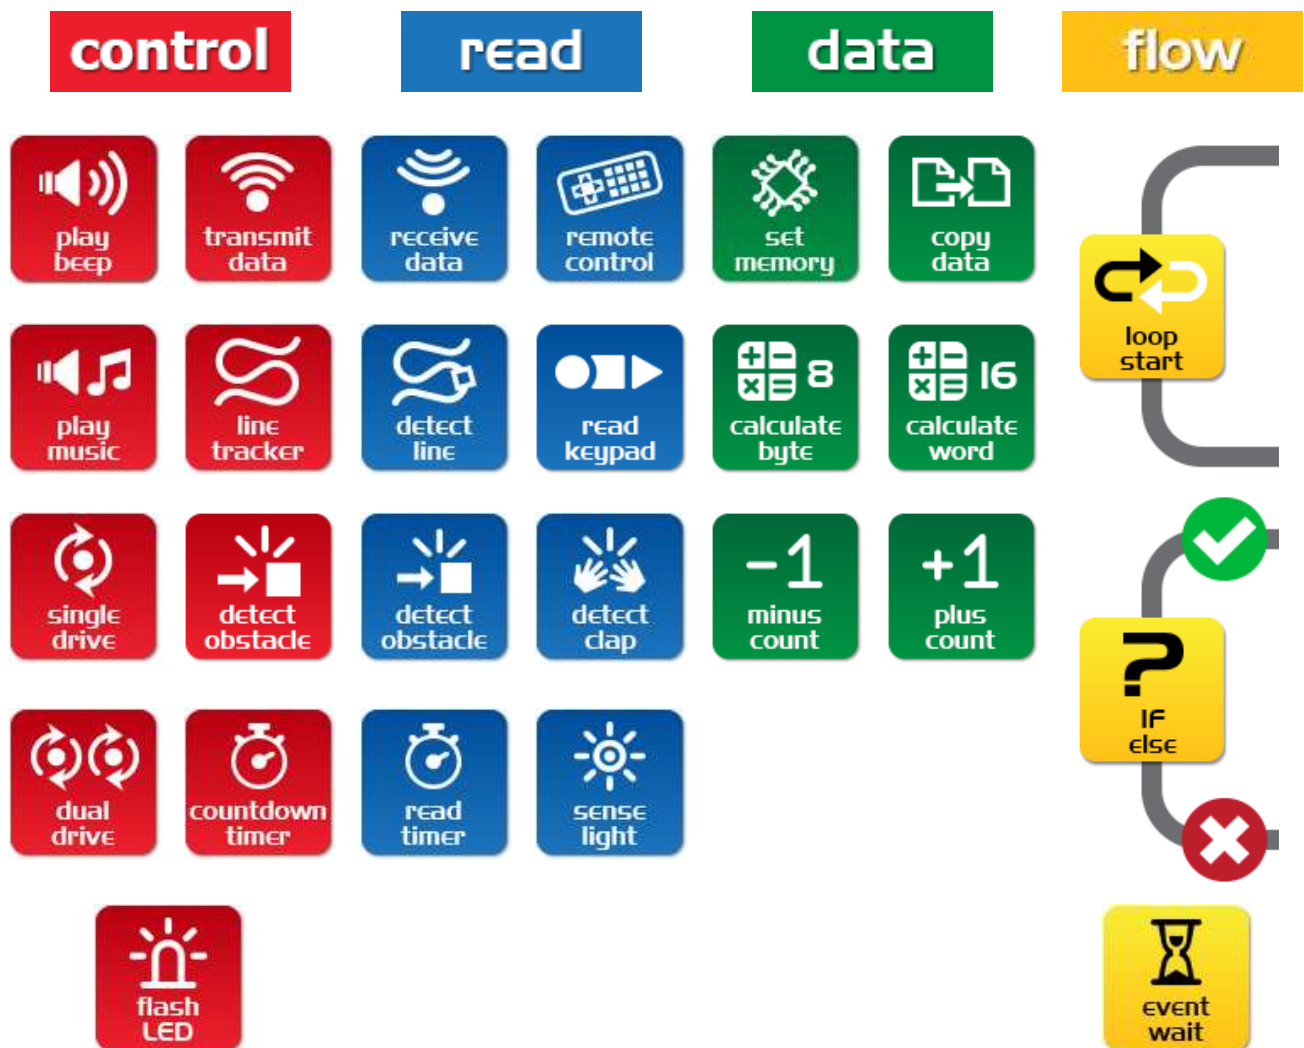 control
read
data
flow
play
beep
transmit
data
receive
data
remote
control
set
memory
copy
data
loop
start
play
music
line
tracker
detect
line
read
keypad
8
calculate
byte
16
calculate
word
single
drive
detect
obstacle
detect
obstacle
detect
clap
-1
minus
count
+1
plus
count
?
IF
else
dual
drive
countdown
timer
read
timer
sense
light
flash
LED
event
wait